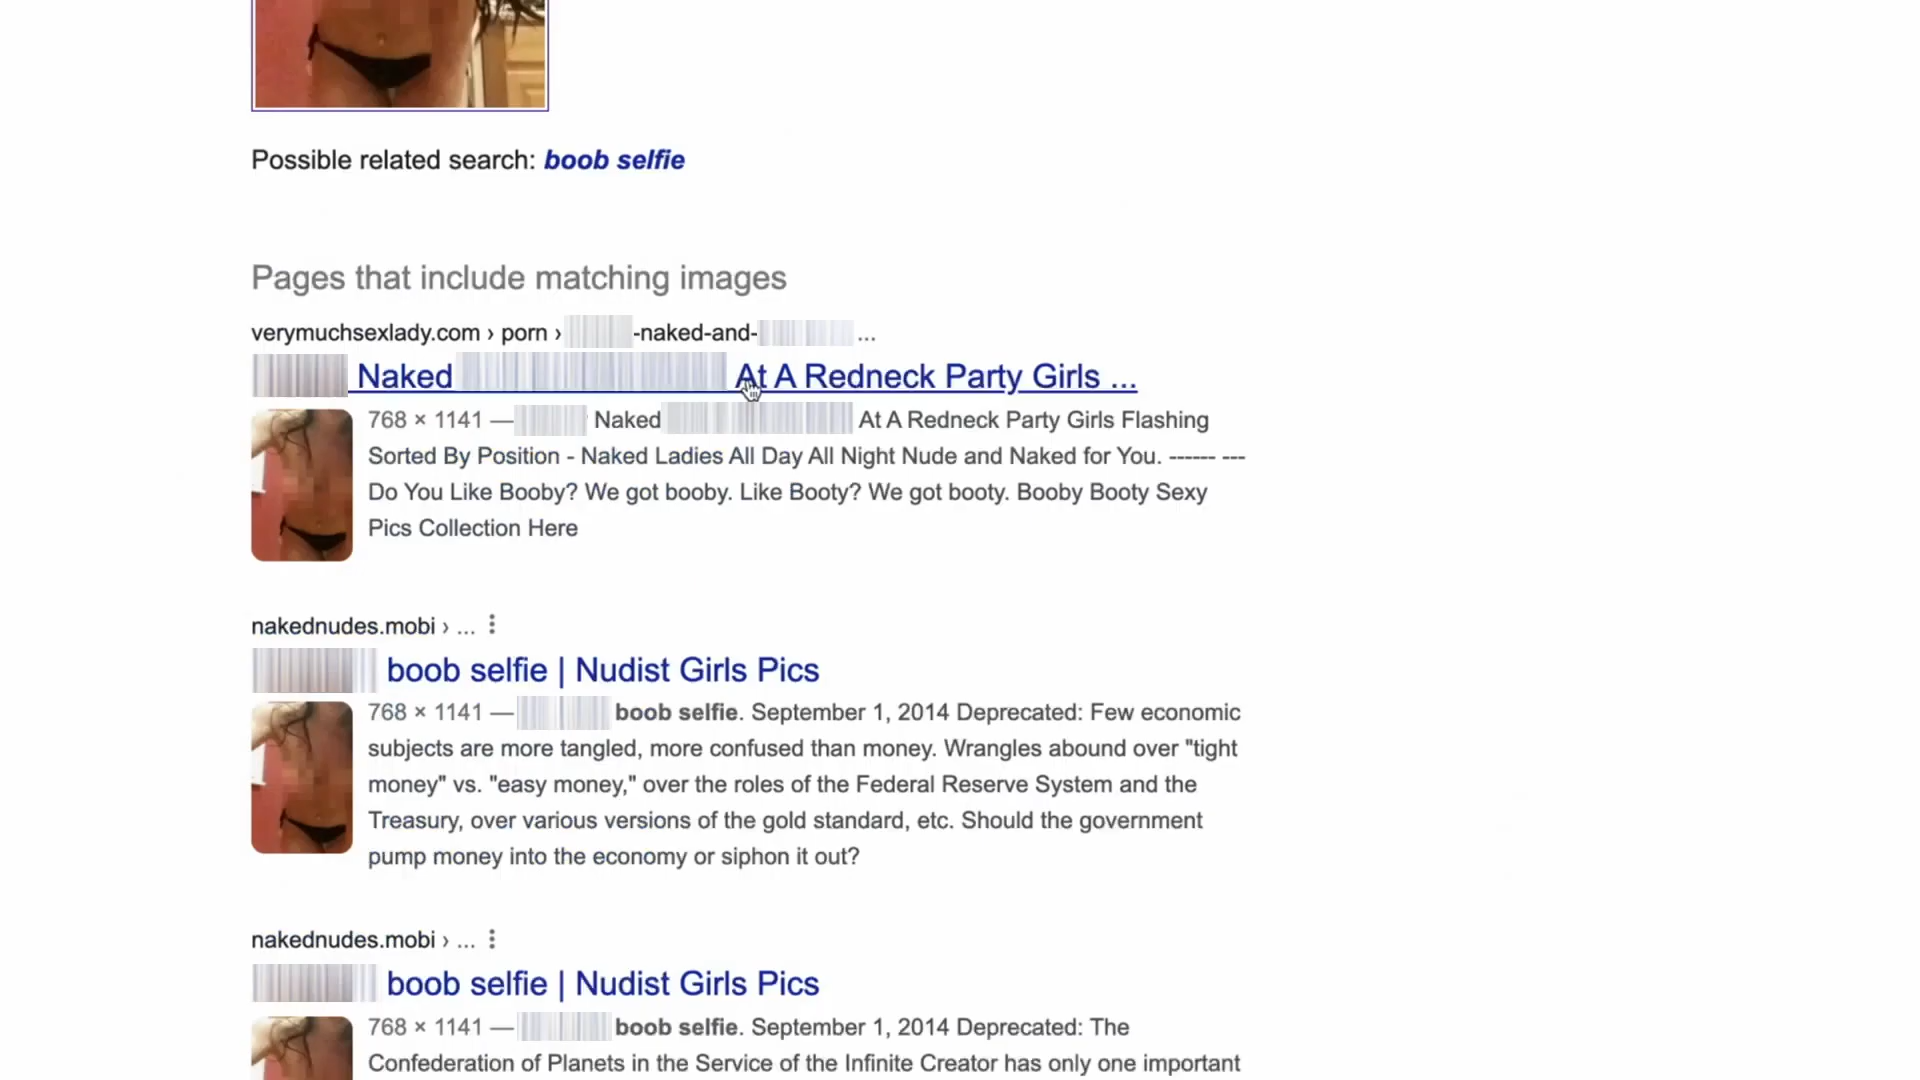 Possible related search: boob selfie
Pages that include matching images
verymuchsexlady.com › porn › -naked-and- ...
Naked At A Redneck Party Girls ...
768 × 1141 — Naked At A Redneck Party Girls Flashing
Sorted By Position - Naked Ladies All Day All Night Nude and Naked for You. ------ ---
Do You Like Booby? We got booby. Like Booty? We got booty. Booby Booty Sexy
Pics Collection Here
nakednudes.mobi › ...
boob selfie | Nudist Girls Pics
768 × 1141 — boob selfie. September 1, 2014 Deprecated: Few economic
subjects are more tangled, more confused than money. Wrangles abound over "tight
money" vs. "easy money," over the roles of the Federal Reserve System and the
Treasury, over various versions of the gold standard, etc. Should the government
pump money into the economy or siphon it out?
nakednudes.mobi › ...
boob selfie | Nudist Girls Pics
768 × 1141 — boob selfie. September 1, 2014 Deprecated: The
Confederation of Planets in the Service of the Infinite Creator has only one important